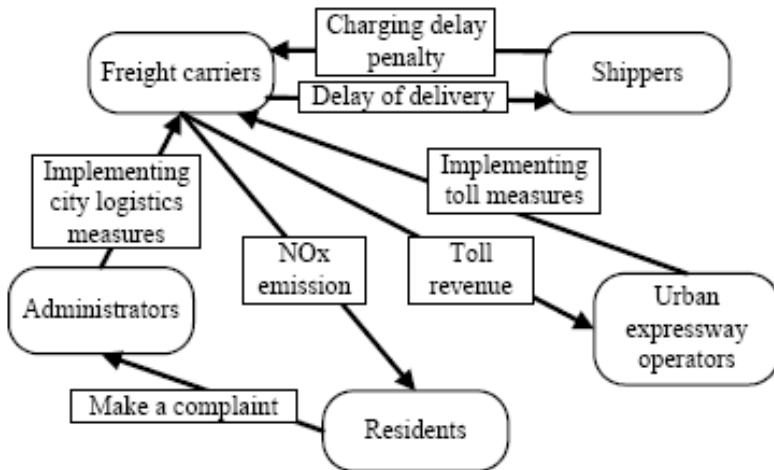 Charging delay
penalty
Freight carriers
Shippers
Delay of delivery
Implementing
city logistics
measures
Implementing
toll measures
NOx
emission
Toll
revenue
Administrators
Urban
expressway
operators
Make a complaint
Residents